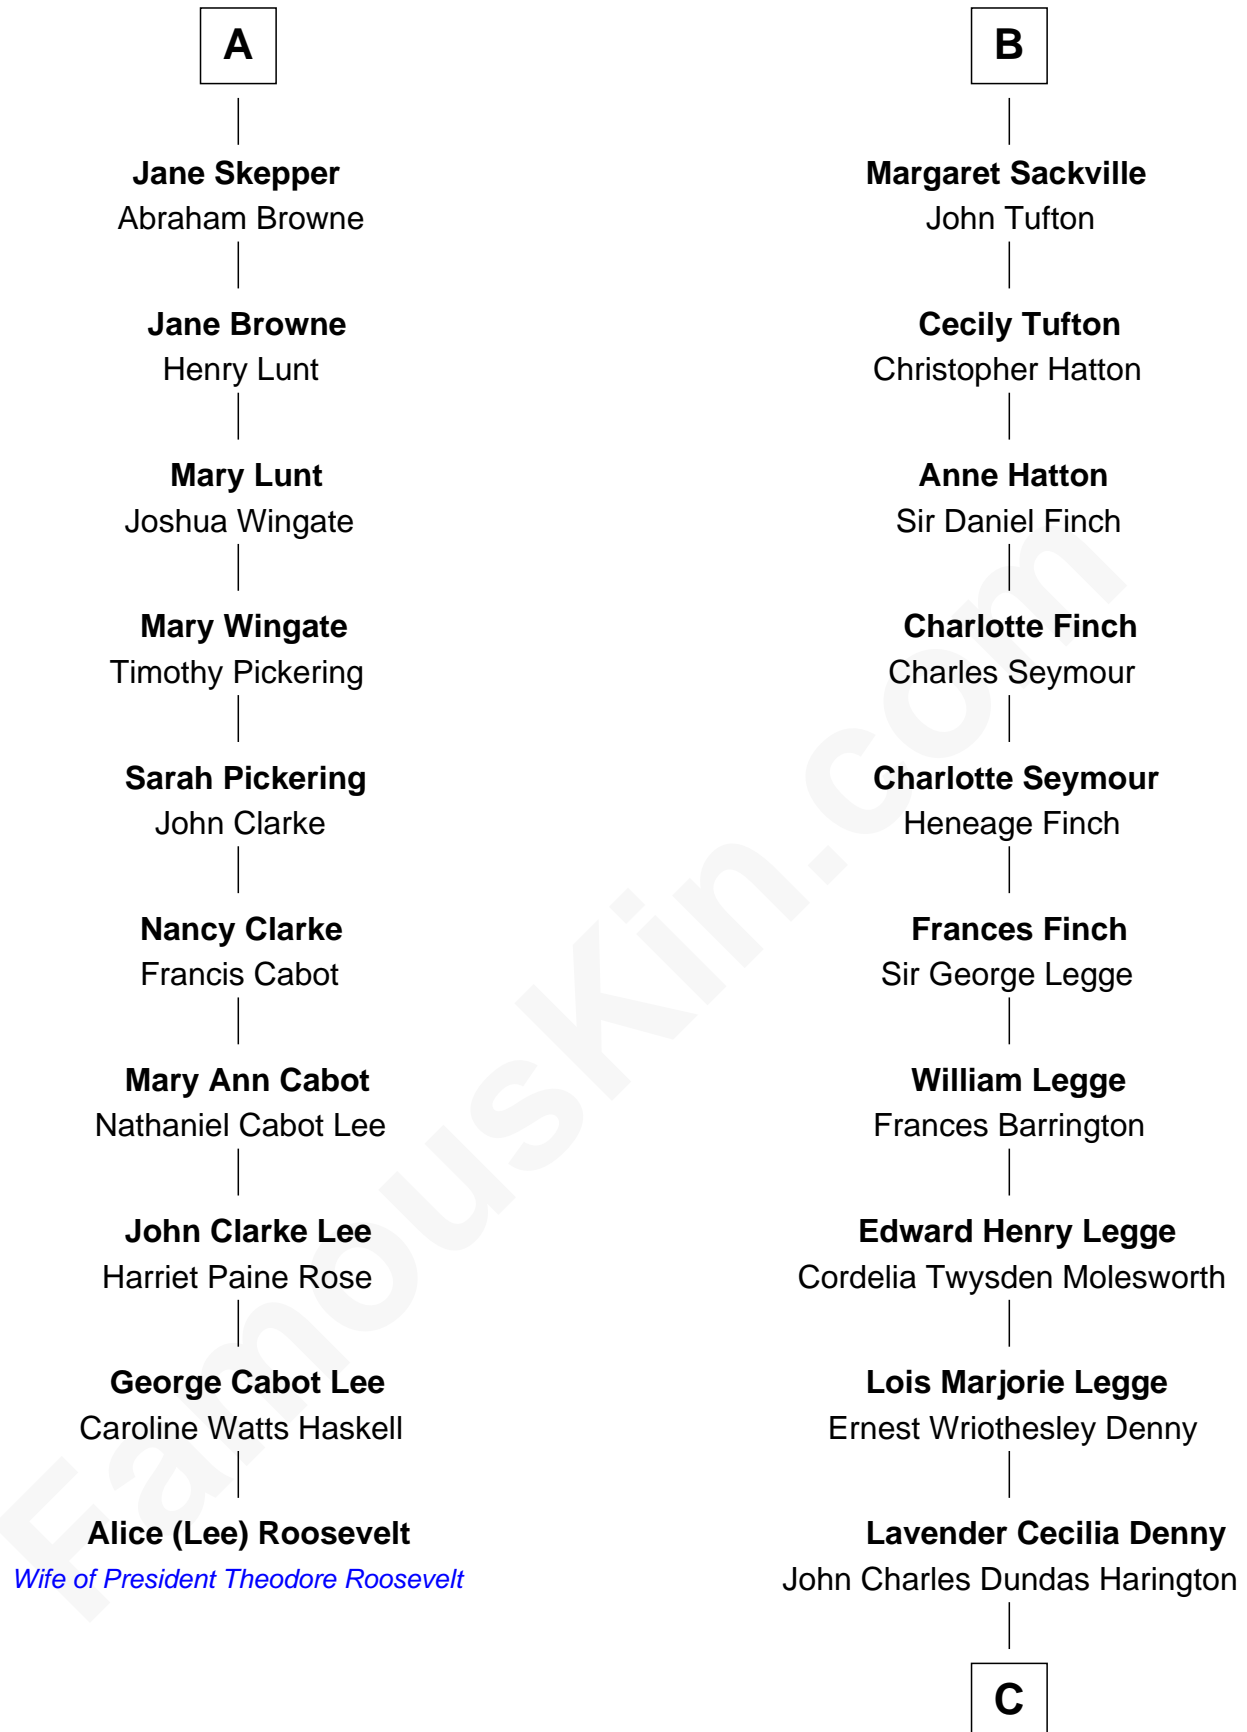 A
Jane Skepper
Abraham Browne
Jane Browne
Henry Lunt
Mary Lunt
Joshua Wingate
Mary Wingate
Timothy Pickering
Sarah Pickering
John Clarke
Nancy Clarke
Francis Cabot
Mary Ann Cabot
Nathaniel Cabot Lee
John Clarke Lee
Harriet Paine Rose
George Cabot Lee
Caroline Watts Haskell
Alice (Lee) Roosevelt
Wife of President Theodore Roosevelt
B
Margaret Sackville
John Tufton
Cecily Tufton
Christopher Hatton
Anne Hatton
Sir Daniel Finch
Charlotte Finch
Charles Seymour
Charlotte Seymour
Heneage Finch
Frances Finch
Sir George Legge
William Legge
Frances Barrington
Edward Henry Legge
Cordelia Twysden Molesworth
Lois Marjorie Legge
Ernest Wriothesley Denny
Lavender Cecilia Denny
John Charles Dundas Harington
C
FamousKin.com